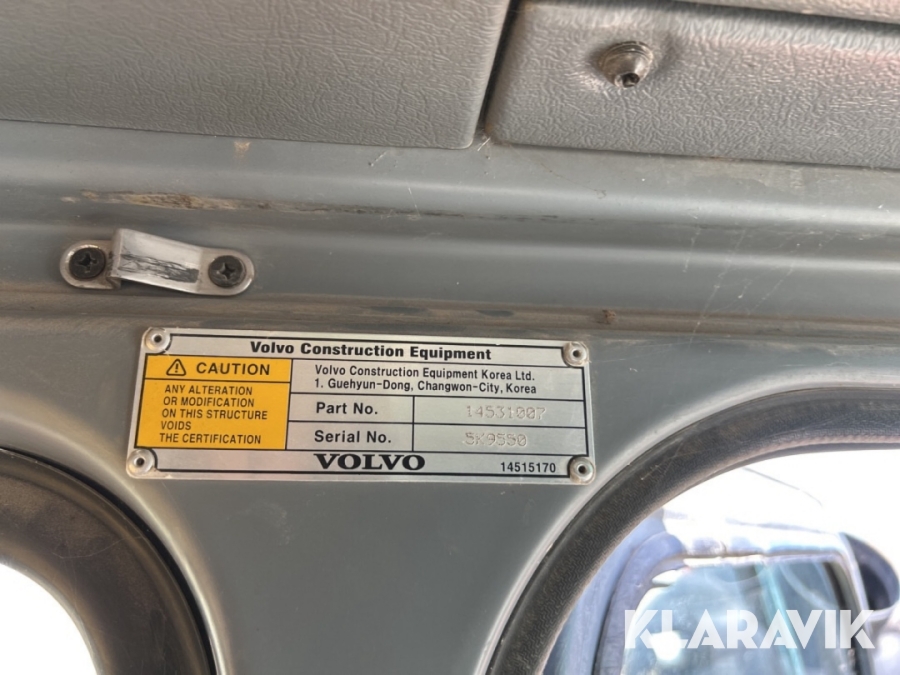 Volvo Construction Equipment
CAUTION
ANY ALTERATION
OR MODIFICATION
ON THIS STRUCTURE
VOIDS
THE CERTIFICATION
Volvo Construction Equipment Korea Ltd.
1. Guehyun-Dong, Changwon-City, Korea
Part No. 14531007
Serial No. 5K9550
VOLVO 14515170
KLARAVIK